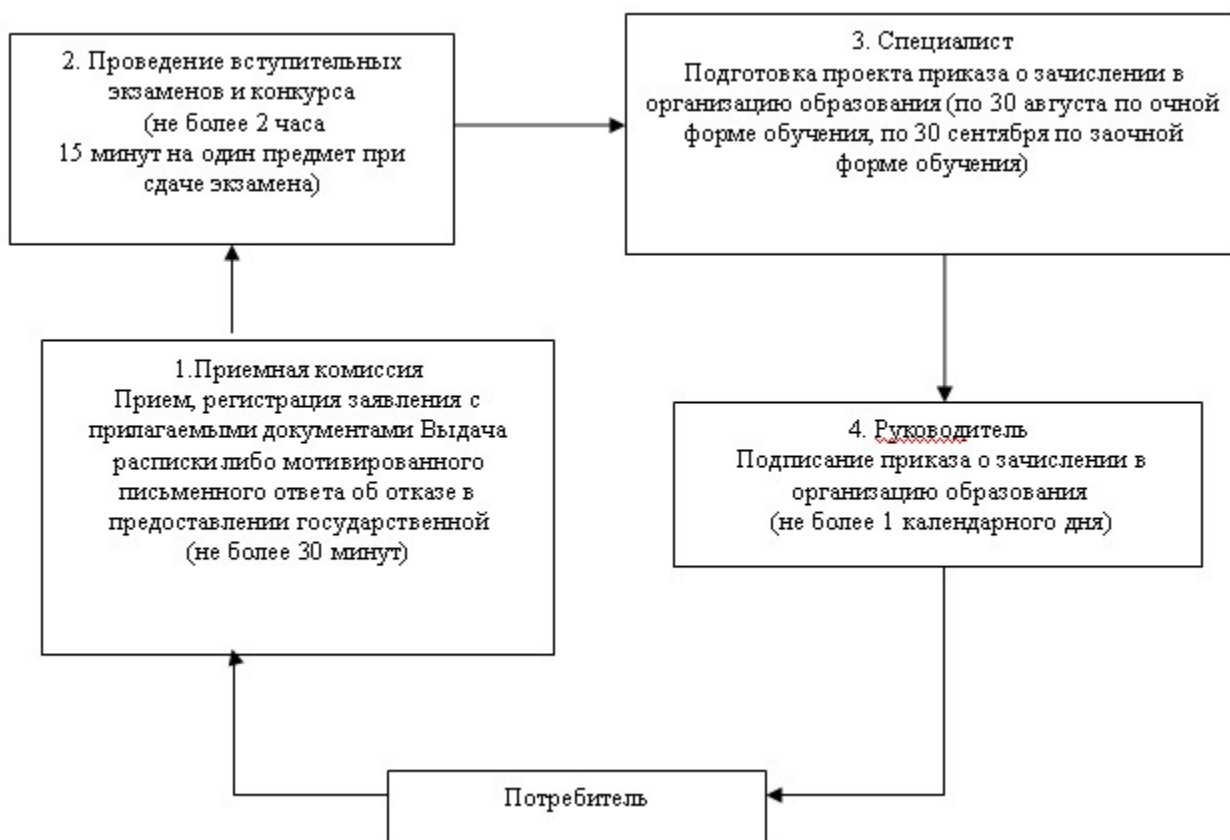 2. Проведение вступительных
экзаменов и конкурса
(не более 2 часа
15 минут на один предмет при
сдаче экзамена)
3. Специалист
Подготовка проекта приказа о зачислении в
организацию образования (по 30 августа по очной
форме обучения, по 30 сентября по заочной
форме обучения)
1.Приемная комиссия
Прием, регистрация заявления с
прилагаемыми документами Выдача
расписки либо мотивированного
письменного ответа об отказе в
предоставлении государственной
(не более 30 минут)
4. Руководитель
Подписание приказа о зачислении в
организацию образования
(не более 1 календарного дня)
Потребитель